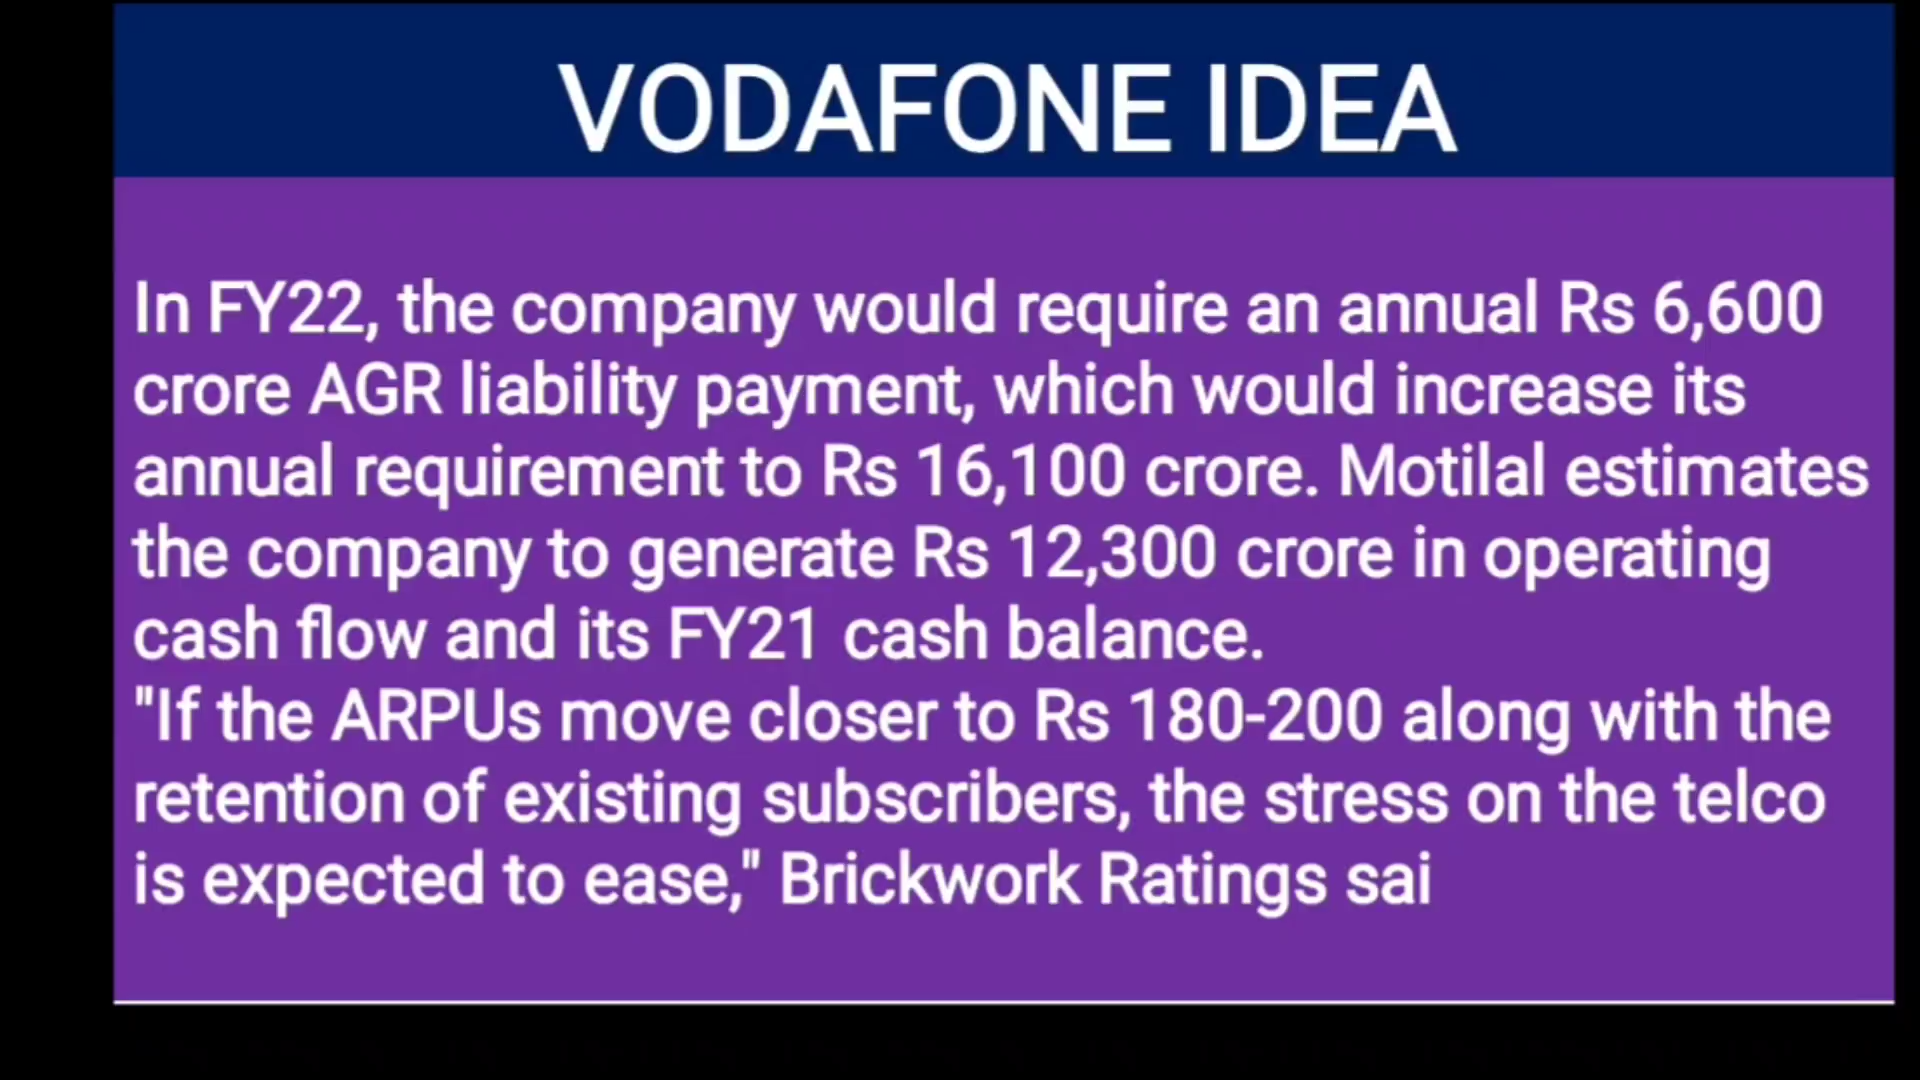 VODAFONE IDEA
In FY22, the company would require an annual Rs 6,600
crore AGR liability payment, which would increase its
annual requirement to Rs 16,100 crore. Motilal estimates
the company to generate Rs 12,300 crore in operating
cash flow and its FY21 cash balance.
"If the ARPUs move closer to Rs 180-200 along with the
retention of existing subscribers, the stress on the telco
is expected to ease," Brickwork Ratings sai